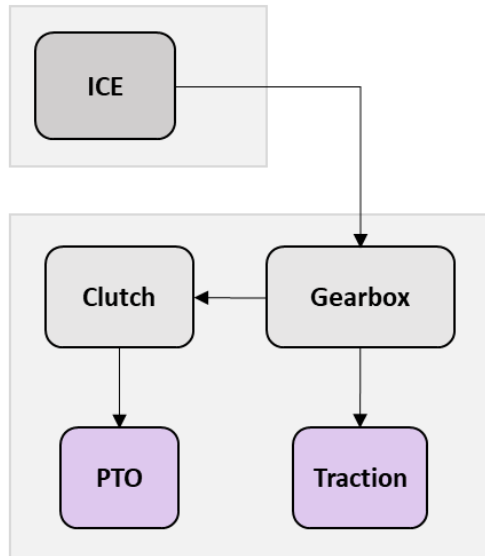 ICE
Clutch
Gearbox
PTO
Traction